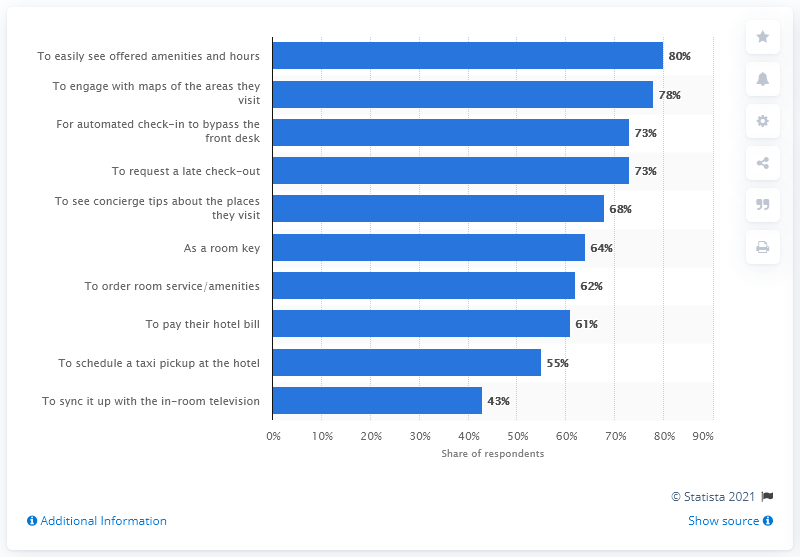 To easily see offered amenities and hours
80%
To engage with maps of the areas they
visit
78%
For automated check-in to bypass the
front desk
73%
To request a late check-out
73%
To see concierge tips about the places
they visit
68%
As a room key
64%
To order room service/amenities
62%
To pay their hotel bill
61%
To schedule a taxi pickup at the hotel
55%
To sync it up with the in-room television
43%
0% 10% 20% 30% 40% 50% 60% 70% 80% 90%
Share of respondents
© Statista 2021
Additional Information
Show source